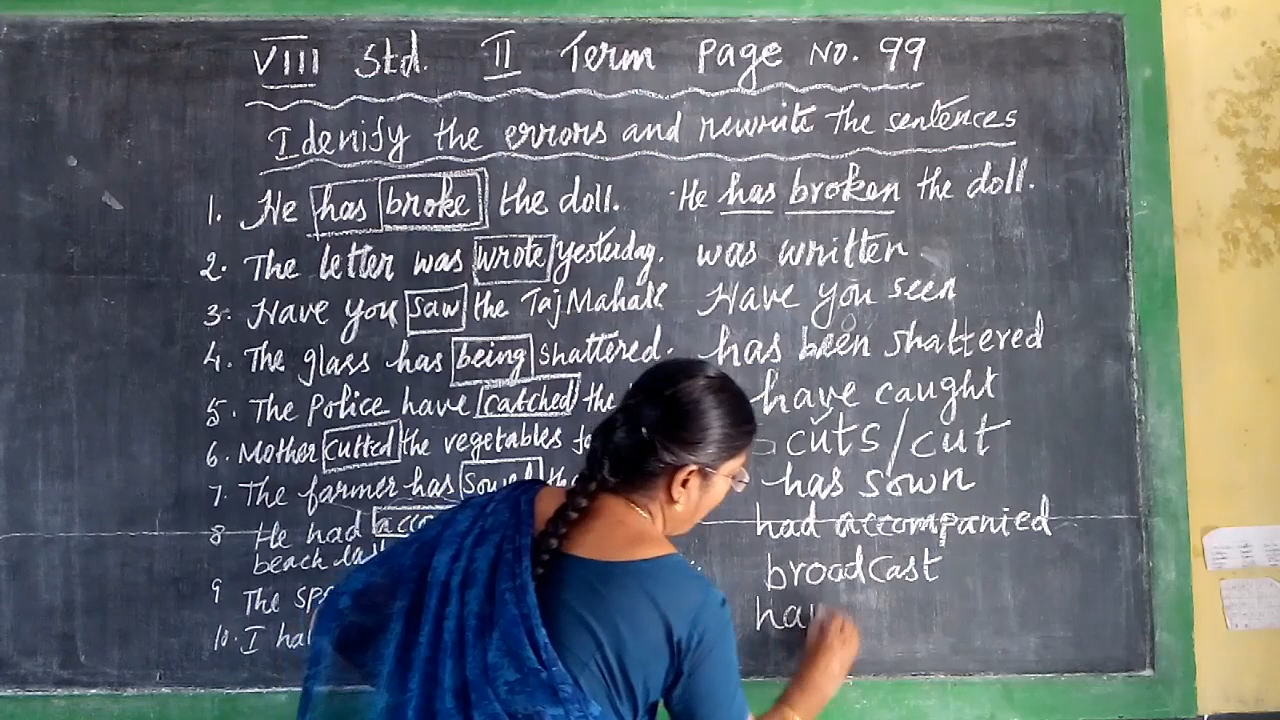 VIII Std. II Term Page No. 99
Idenify the errors and rewrite the sentences
1. He has broke the doll. He has broken the doll.
2. The letter was wrote yesterday. was written
3. Have you saw the Taj Mahal Have you seen
4. The glass has being shattered. has been shattered
5. The Police have catched the have caught
6. Mother cutted the vegetables cuts/cut
7. The farmer has has sown
8 He had had accompanied
beach
9 The broadcast
10. I